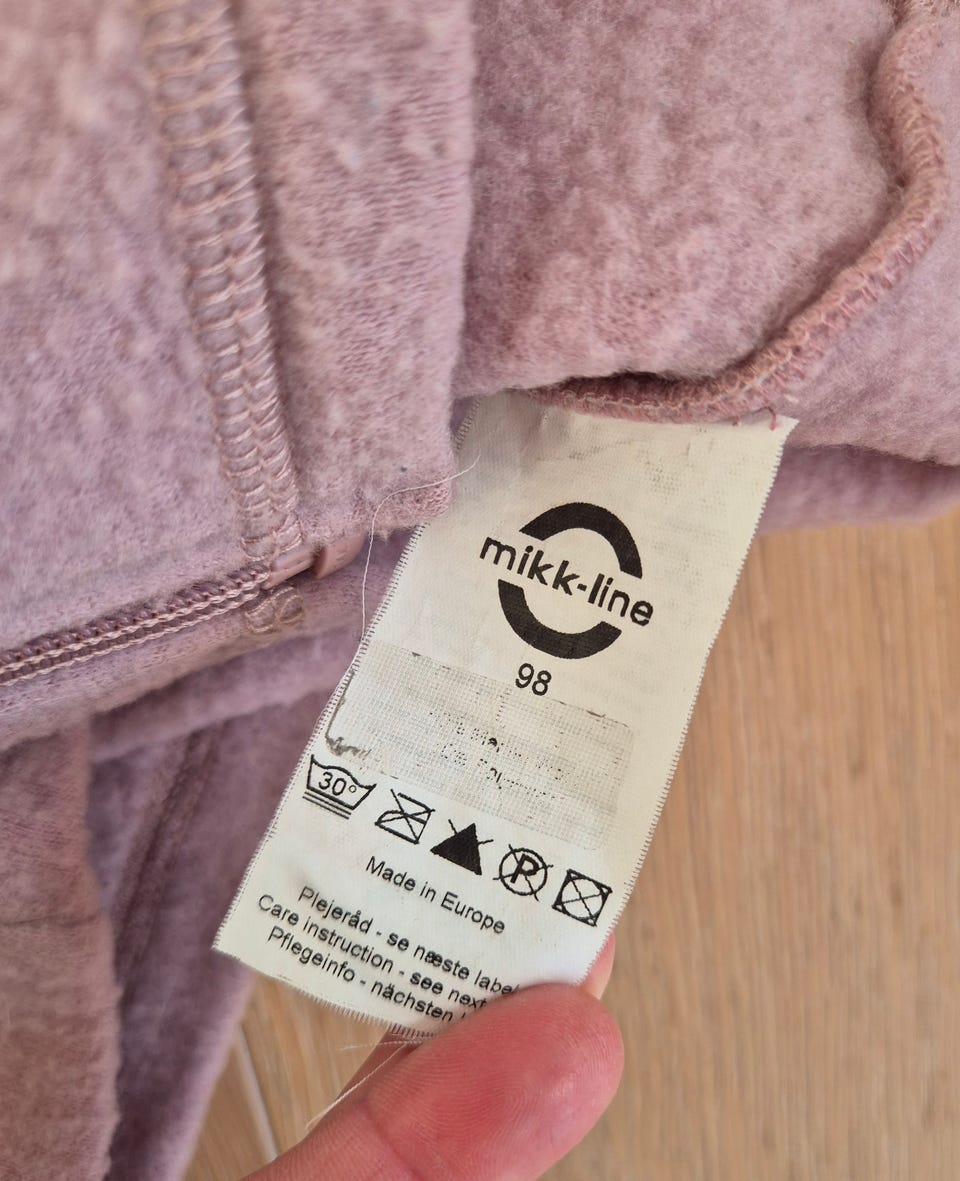 mikk-line
98
30°
P
Made in Europe
Plejeråd - se næste label
Care instruction - see next
Pflegeinfo - nächsten